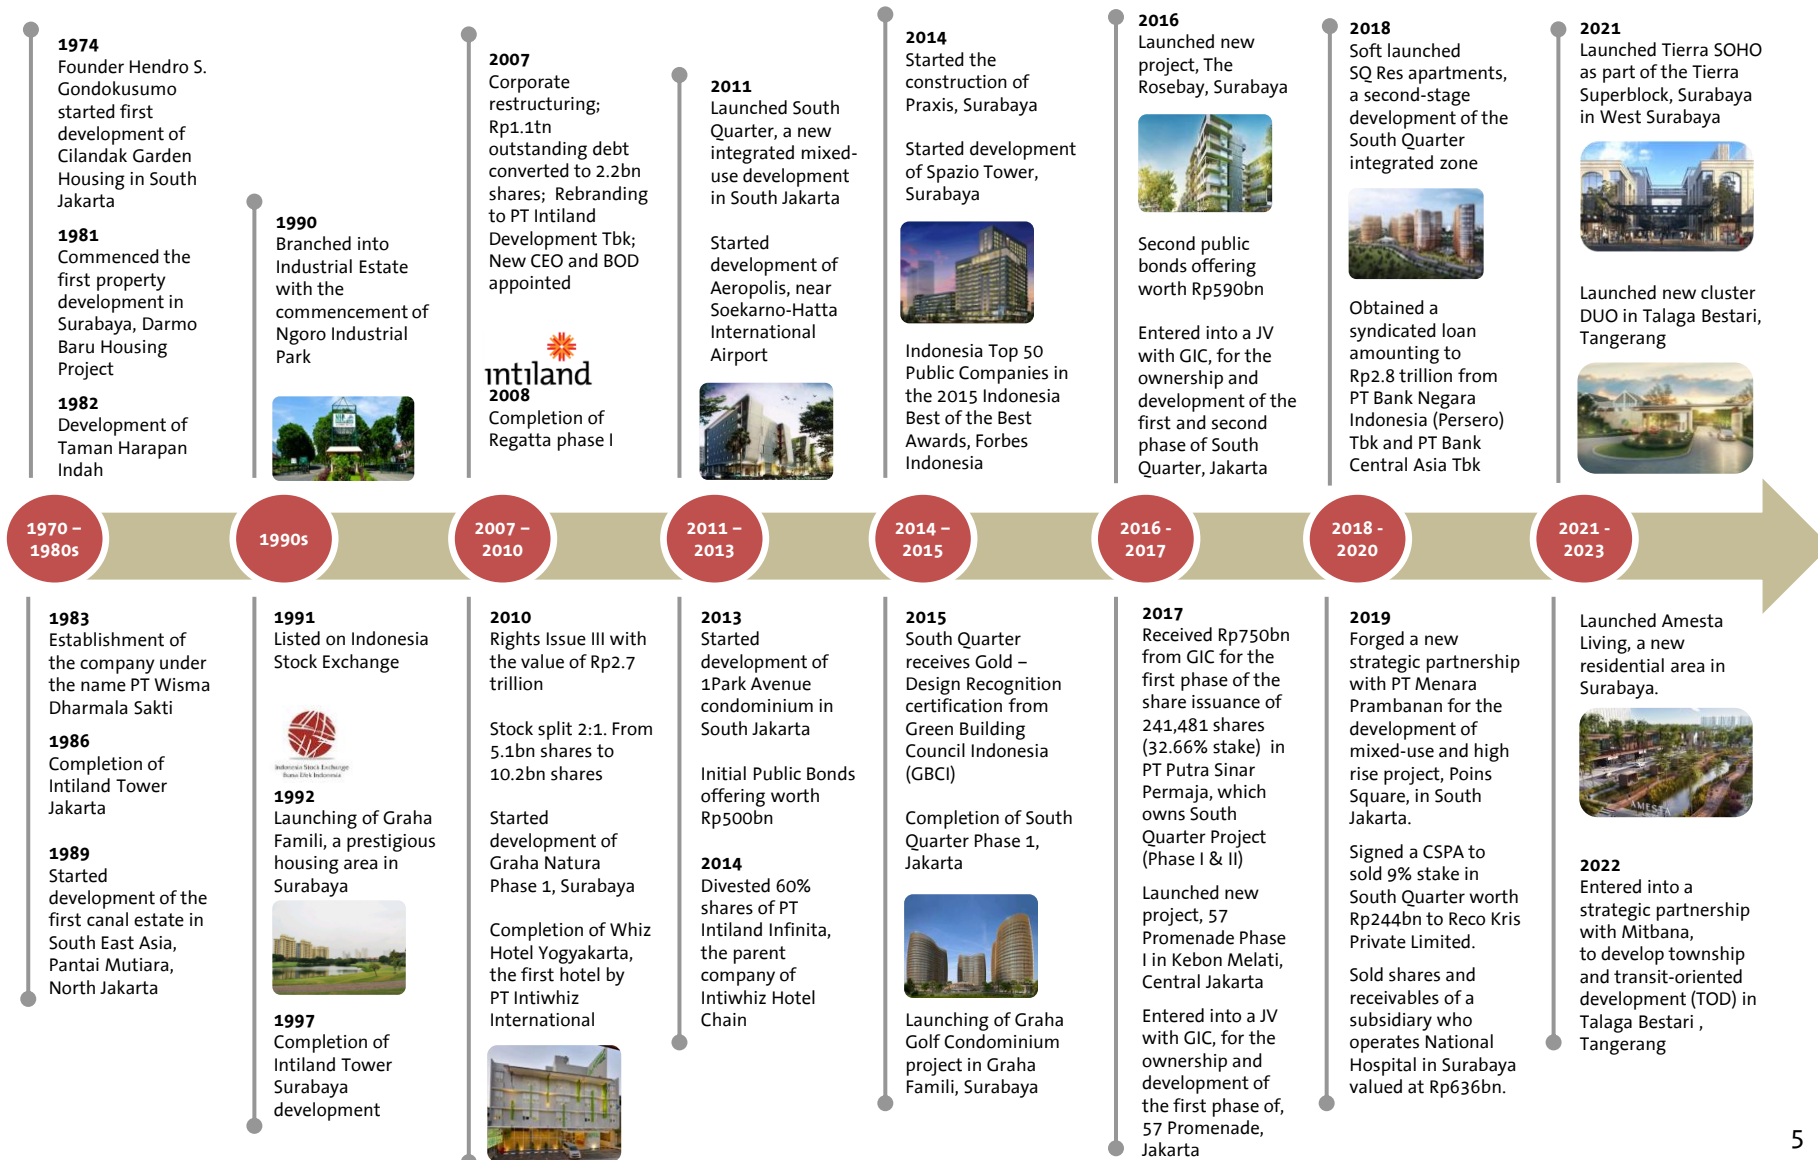 1974
Founder Hendro S.
Gondokusumo
started first
development of
Cilandak Garden
Housing in South
Jakarta
1981
Commenced the
first property
development in
Surabaya, Darmo
Baru Housing
Project
1982
Development of
Taman Harapan
Indah
1990
Branched into
Industrial Estate
with the
commencement of
Ngoro Industrial
Park
2007
Corporate
restructuring;
Rp1.1tn
outstanding debt
converted to 2.2bn
shares; Rebranding
to PT Intiland
Development Tbk;
New CEO and BOD
appointed
intiland
2008
Completion of
Regatta phase I
2011
Launched South
Quarter, a new
integrated mixed-
use development
in South Jakarta
Started
development of
Aeropolis, near
Soekarno-Hatta
International
Airport
2014
Started the
construction of
Praxis, Surabaya
Started development
of Spazio Tower,
Surabaya
Indonesia Top 50
Public Companies in
the 2015 Indonesia
Best of the Best
Awards, Forbes
Indonesia
2016
Launched new
project, The
Rosebay, Surabaya
Second public
bonds offering
worth Rp590bn
Entered into a JV
with GIC, for the
ownership and
development of the
first and second
phase of South
Quarter, Jakarta
2018
Soft launched
SQ Res apartments,
a second-stage
development of the
South Quarter
integrated zone
Obtained a
syndicated loan
amounting to
Rp2.8 trillion from
PT Bank Negara
Indonesia (Persero)
Tbk and PT Bank
Central Asia Tbk
2021
Launched Tierra SOHO
as part of the Tierra
Superblock, Surabaya
in West Surabaya
Launched new cluster
DUO in Talaga Bestari,
Tangerang
1970 –
1980s
1990s
2007 –
2010
2011 –
2013
2014 –
2015
2016 -
2017
2018 -
2020
2021 -
2023
1983
Establishment of
the company under
the name PT Wisma
Dharmala Sakti
1986
Completion of
Intiland Tower
Jakarta
1989
Started
development of the
first canal estate in
South East Asia,
Pantai Mutiara,
North Jakarta
1991
Listed on Indonesia
Stock Exchange
Indonesia Stock Exchange
Bursa Efek Indonesia
1992
Launching of Graha
Famili, a prestigious
housing area in
Surabaya
1997
Completion of
Intiland Tower
Surabaya
development
2010
Rights Issue III with
the value of Rp2.7
trillion
Stock split 2:1. From
5.1bn shares to
10.2bn shares
Started
development of
Graha Natura
Phase 1, Surabaya
Completion of Whiz
Hotel Yogyakarta,
the first hotel by
PT Intiwhiz
International
2013
Started
development of
1Park Avenue
condominium in
South Jakarta
Initial Public Bonds
offering worth
Rp500bn
2014
Divested 60%
shares of PT
Intiland Infinita,
the parent
company of
Intiwhiz Hotel
Chain
2015
South Quarter
receives Gold –
Design Recognition
certification from
Green Building
Council Indonesia
(GBCI)
Completion of South
Quarter Phase 1,
Jakarta
Launching of Graha
Golf Condominium
project in Graha
Famili, Surabaya
2017
Received Rp750bn
from GIC for the
first phase of the
share issuance of
241,481 shares
(32.66% stake) in
PT Putra Sinar
Permaja, which
owns South
Quarter Project
(Phase I & II)
Launched new
project, 57
Promenade Phase
I in Kebon Melati,
Central Jakarta
Entered into a JV
with GIC, for the
ownership and
development of
the first phase of,
57 Promenade,
Jakarta
2019
Forged a new
strategic partnership
with PT Menara
Prambanan for the
development of
mixed-use and high
rise project, Poins
Square, in South
Jakarta.
Signed a CSPA to
sold 9% stake in
South Quarter worth
Rp244bn to Reco Kris
Private Limited.
Sold shares and
receivables of a
subsidiary who
operates National
Hospital in Surabaya
valued at Rp636bn.
Launched Amesta
Living, a new
residential area in
Surabaya.
AMESTA
2022
Entered into a
strategic partnership
with Mitbana,
to develop township
and transit-oriented
development (TOD) in
Talaga Bestari ,
Tangerang
5